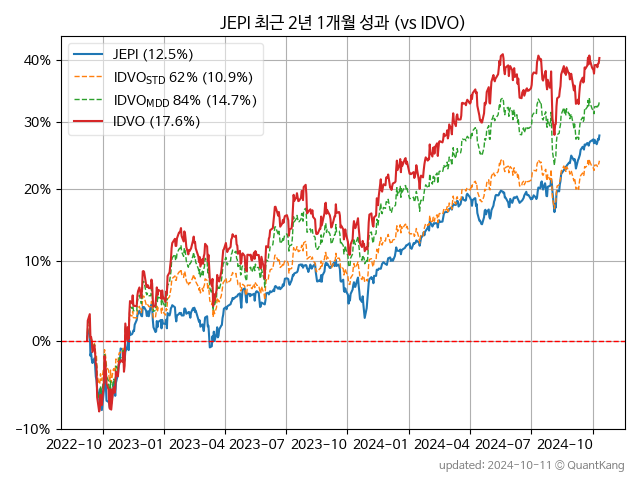 JEPI 최근 2년 1개월 성과 (vs IDVO)
JEPI (12.5%)
IDVOSTD 62% (10.9%)
IDVOMDD 84% (14.7%)
IDVO (17.6%)
40%
30%
20%
10%
0%
−10%
2022-10 2023-01 2023-04 2023-07 2023-10 2024-01 2024-04 2024-07 2024-10
updated: 2024-10-11 © QuantKang